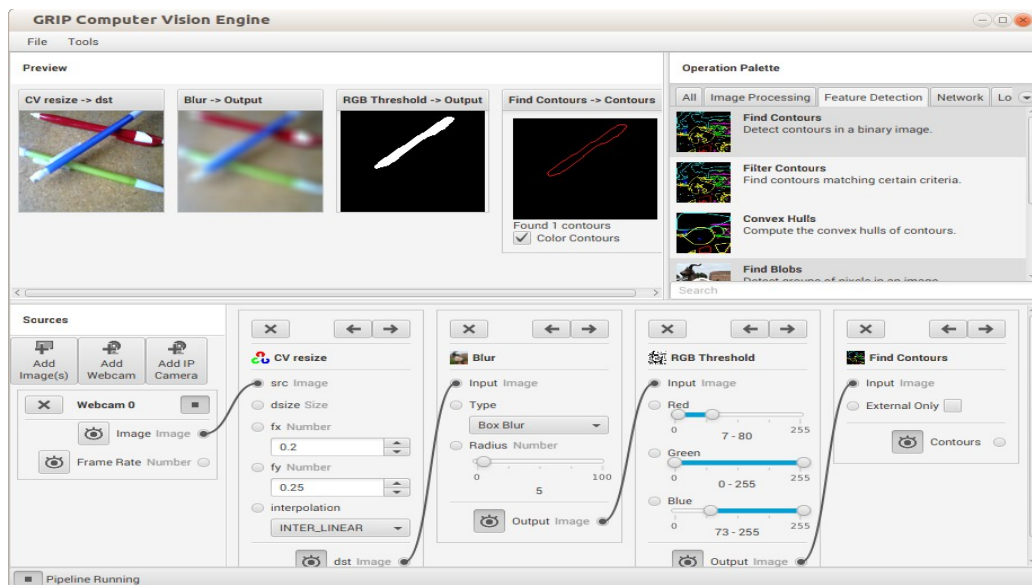 GRIP Computer Vision Engine
File Tools
Preview
CV resize -> dst
Blur -> Output
RGB Threshold -> Output
Find Contours -> Contours
Found 1 contours
Color Contours
Operation Palette
All Image Processing Feature Detection Network Lo
Find Contours
Detect contours in a binary image.
Filter Contours
Find contours matching certain criteria.
Convex Hulls
Compute the convex hulls of contours.
Find Blobs
Detect groups of pixels in an image.
Search
Sources
Add Image(s)
Add Webcam
Add IP Camera
Webcam 0
Image Image
Frame Rate Number
CV resize
src Image
dsize Size
fx Number
0.2
fy Number
0.25
interpolation
INTER_LINEAR
dst Image
Blur
Input Image
Type
Box Blur
Radius Number
0 100
5
Output Image
RGB Threshold
Input Image
Red
0 255
7 - 80
Green
0 255
0 - 255
Blue
0 255
73 - 255
Output Image
Find Contours
Input Image
External Only
Contours
Pipeline Running